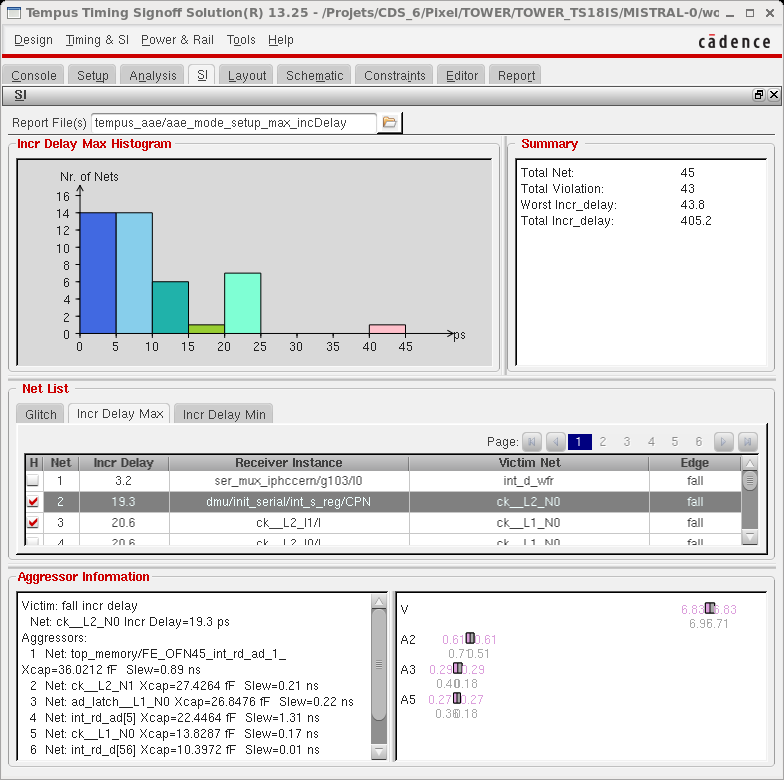 Tempus Timing Signoff Solution(R) 13.25 - /Projets/CDS_6/Pixel/TOWER/TOWER_TS18IS/MISTRAL-0/wo
Design Timing & SI Power & Rail Tools Help
cādence
Console Setup Analysis SI Layout Schematic Constraints Editor Report
SI
Report File(s) tempus_aae/aae_mode_setup_max_incDelay
Incr Delay Max Histogram
Nr. of Nets
16
14
12
10
8
6
4
2
0
0 5 10 15 20 25 30 35 40 45
ps
Summary
Total Net: 45
Total Violation: 43
Worst Incr_delay: 43.8
Total Incr_delay: 405.2
Net List
Glitch Incr Delay Max Incr Delay Min
Page: 1 2 3 4 5 6
H Net Incr Delay Receiver Instance Victim Net Edge
1 3.2 ser_mux_iphccern/g103/I0 int_d_wfr fall
2 19.3 dmu/init_serial/int_s_reg/CPN ck__L2_N0 fall
3 20.6 ck__L2_I1/I ck__L1_N0 fall
4 20.6 ck__L2_I0/I ck__L1_N0 fall
Aggressor Information
Victim: fall incr delay
Net: ck__L2_N0 Incr Delay=19.3 ps
Aggressors:
1 Net: top_memory/FE_OFN45_int_rd_ad_1_
Xcap=36.0212 fF Slew=0.89 ns
2 Net: ck__L2_N1 Xcap=27.4264 fF Slew=0.21 ns
3 Net: ad_latch__L1_N0 Xcap=26.8476 fF Slew=0.22 ns
4 Net: int_rd_ad[5] Xcap=22.4464 fF Slew=1.31 ns
5 Net: ck__L1_N0 Xcap=13.8287 fF Slew=0.17 ns
6 Net: int_rd_d[56] Xcap=10.3972 fF Slew=0.01 ns
V 6.83 6.83
6.96 6.71
A2 0.61 0.61
0.71 0.51
A3 0.29 0.29
0.40 0.18
A5 0.27 0.27
0.36 0.18